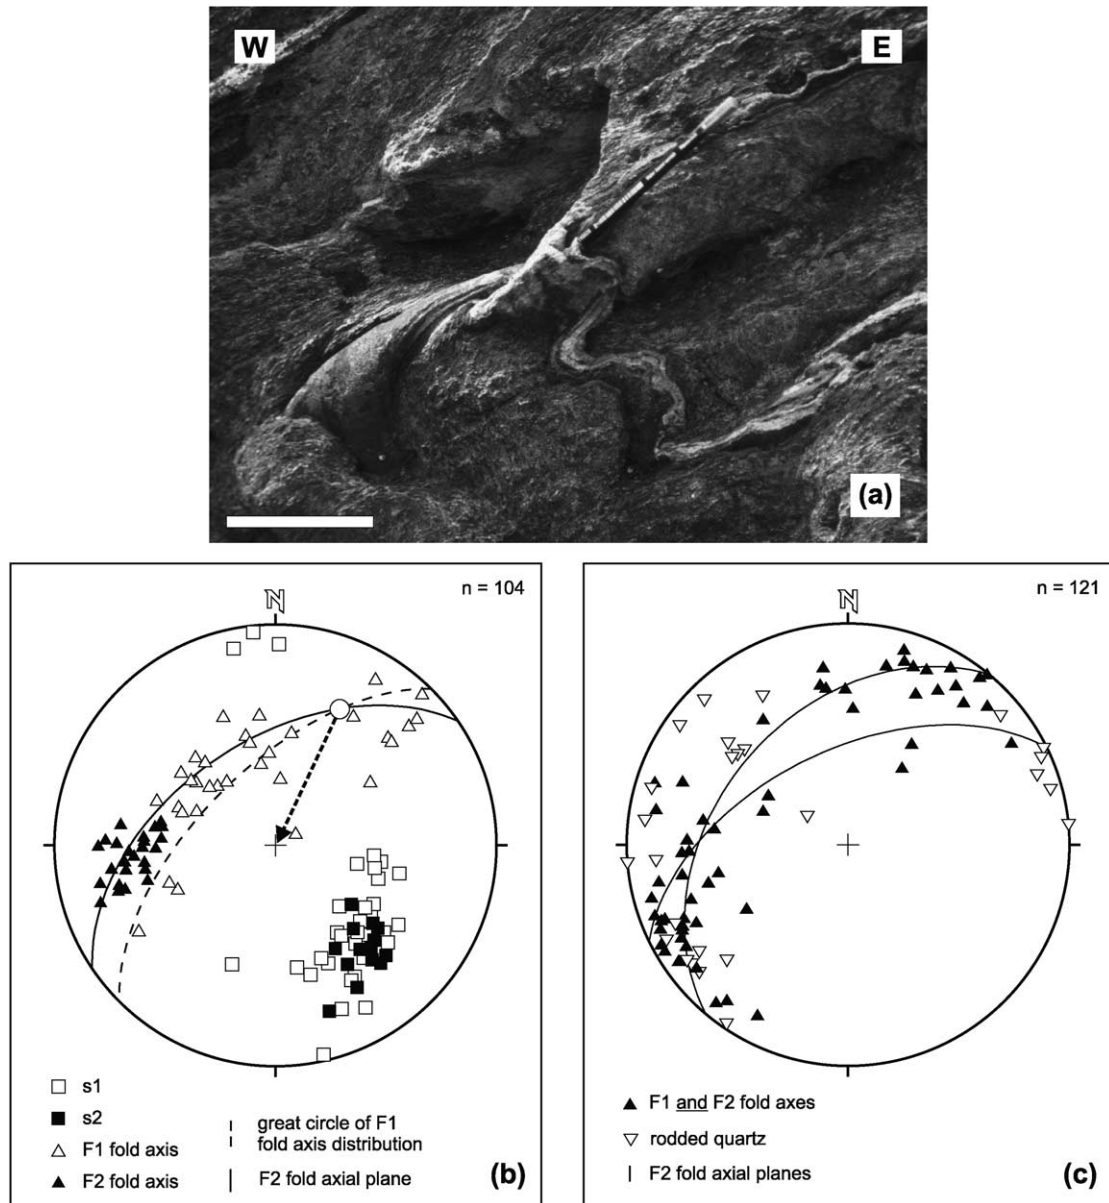 W
E
(a)
n = 104
N
s1
s2
F1 fold axis
F2 fold axis
great circle of F1
fold axis distribution
F2 fold axial plane
(b)
n = 121
N
F1 and F2 fold axes
rodded quartz
F2 fold axial planes
(c)